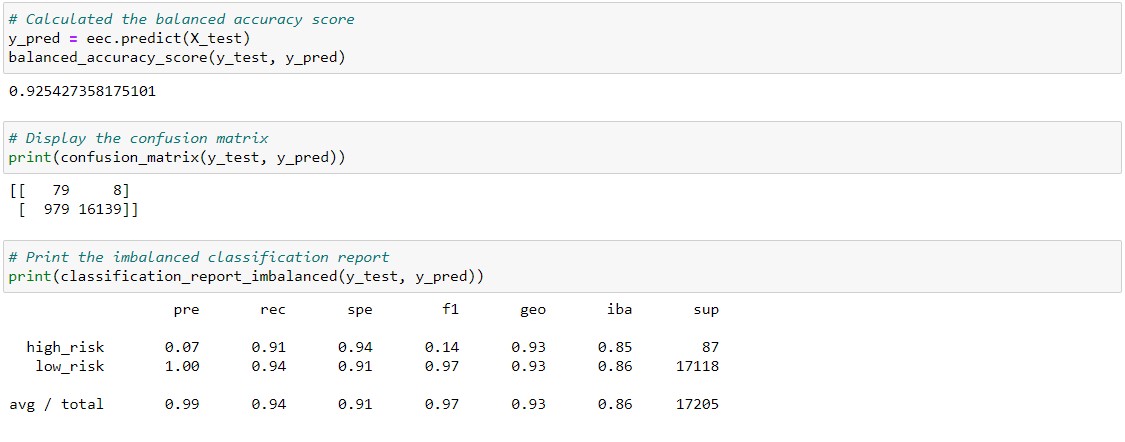 # Calculated the balanced accuracy score
y_pred = eec.predict(X_test)
balanced_accuracy_score(y_test, y_pred)
0.925427358175101
# Display the confusion matrix
print(confusion_matrix(y_test, y_pred))
[[   79     8]
 [  979 16139]]
# Print the imbalanced classification report
print(classification_report_imbalanced(y_test, y_pred))
pre rec spe f1 geo iba sup
high_risk 0.07 0.91 0.94 0.14 0.93 0.85 87
low_risk 1.00 0.94 0.91 0.97 0.93 0.86 17118
avg / total 0.99 0.94 0.91 0.97 0.93 0.86 17205